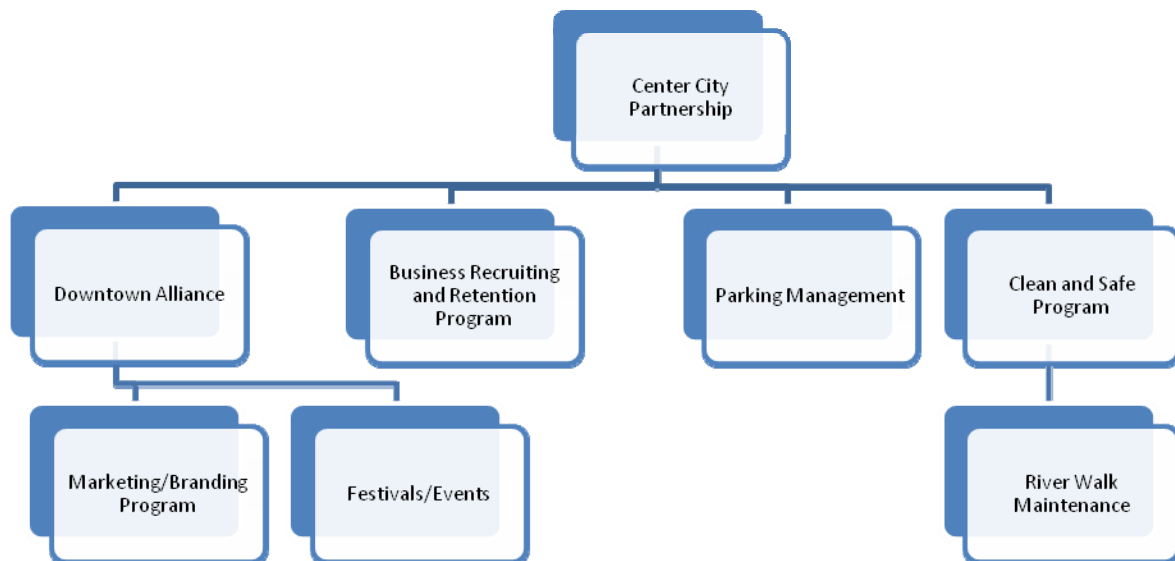 Center City
Partnership
Downtown Alliance
Business Recruiting
and Retention
Program
Parking Management
Clean and Safe
Program
Marketing/Branding
Program
Festivals/Events
River Walk
Maintenance